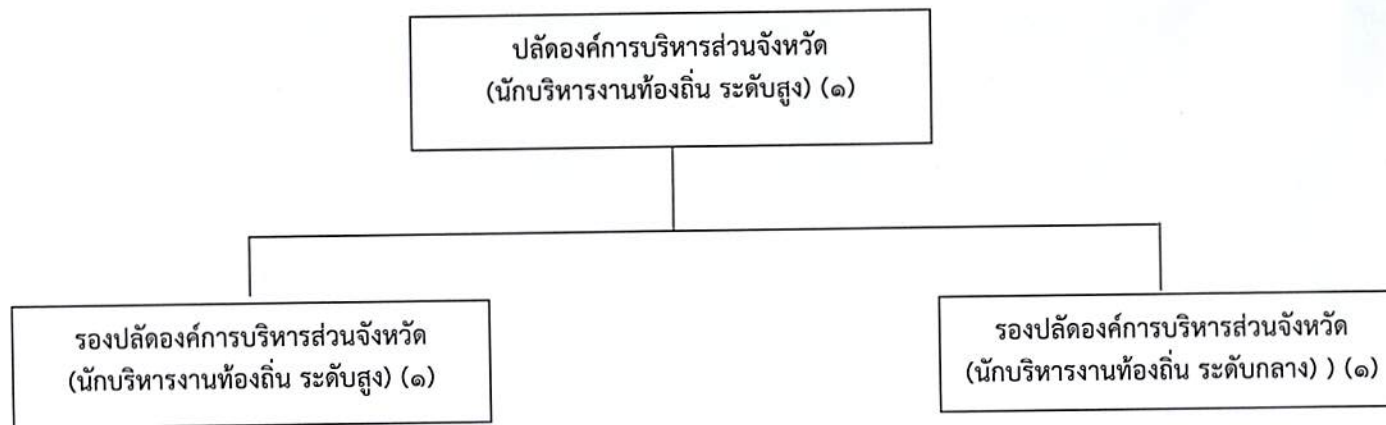 ปลัดองค์การบริหารส่วนจังหวัด
(นักบริหารงานท้องถิ่น ระดับสูง) (๑)
รองปลัดองค์การบริหารส่วนจังหวัด
(นักบริหารงานท้องถิ่น ระดับสูง) (๑)
รองปลัดองค์การบริหารส่วนจังหวัด
(นักบริหารงานท้องถิ่น ระดับกลาง) ) (๑)